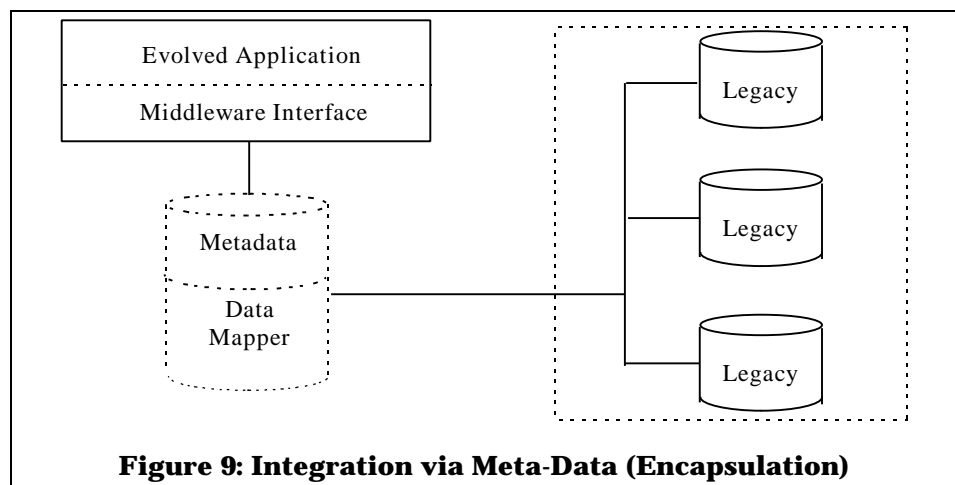 Evolved Application
Middleware Interface
Metadata
Data
Mapper
Legacy
Legacy
Legacy
Figure 9: Integration via Meta-Data (Encapsulation)